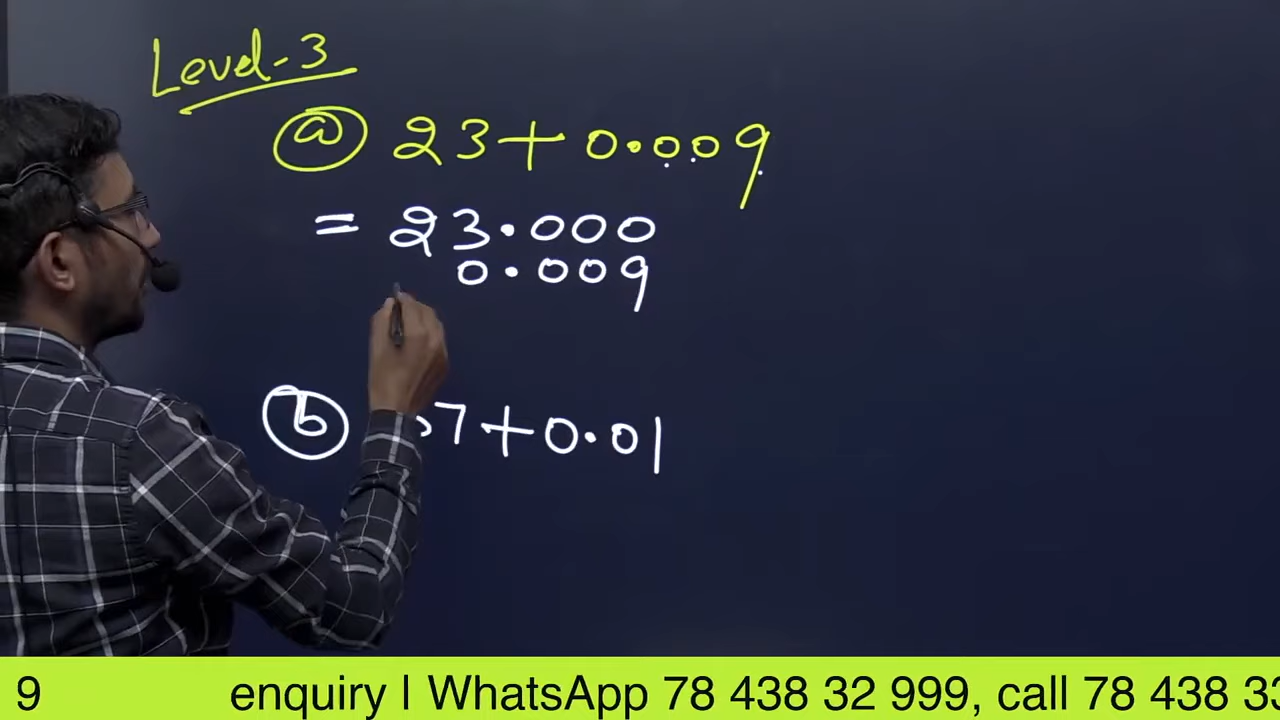 Level-3
ⓐ 23+0.009
= 23.000
0.009
ⓑ 7+0.01
9 enquiry I WhatsApp 78 438 32 999, call 78 438 33